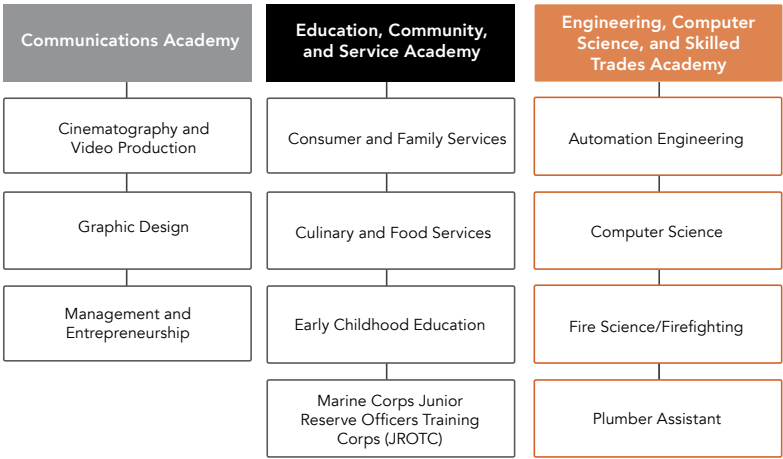 Communications Academy
Cinematography and
Video Production
Graphic Design
Management and
Entrepreneurship
Education, Community,
and Service Academy
Consumer and Family Services
Culinary and Food Services
Early Childhood Education
Marine Corps Junior
Reserve Officers Training
Corps (JROTC)
Engineering, Computer
Science, and Skilled
Trades Academy
Automation Engineering
Computer Science
Fire Science/Firefighting
Plumber Assistant